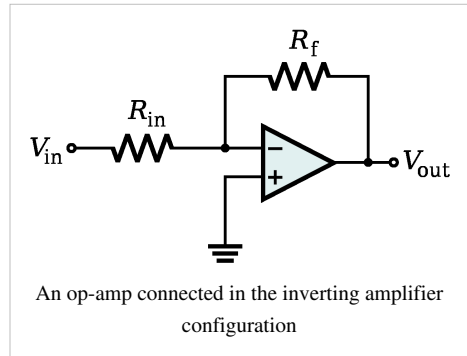 R_f
R_in
V_in
−
+
V_out
An op-amp connected in the inverting amplifier
configuration